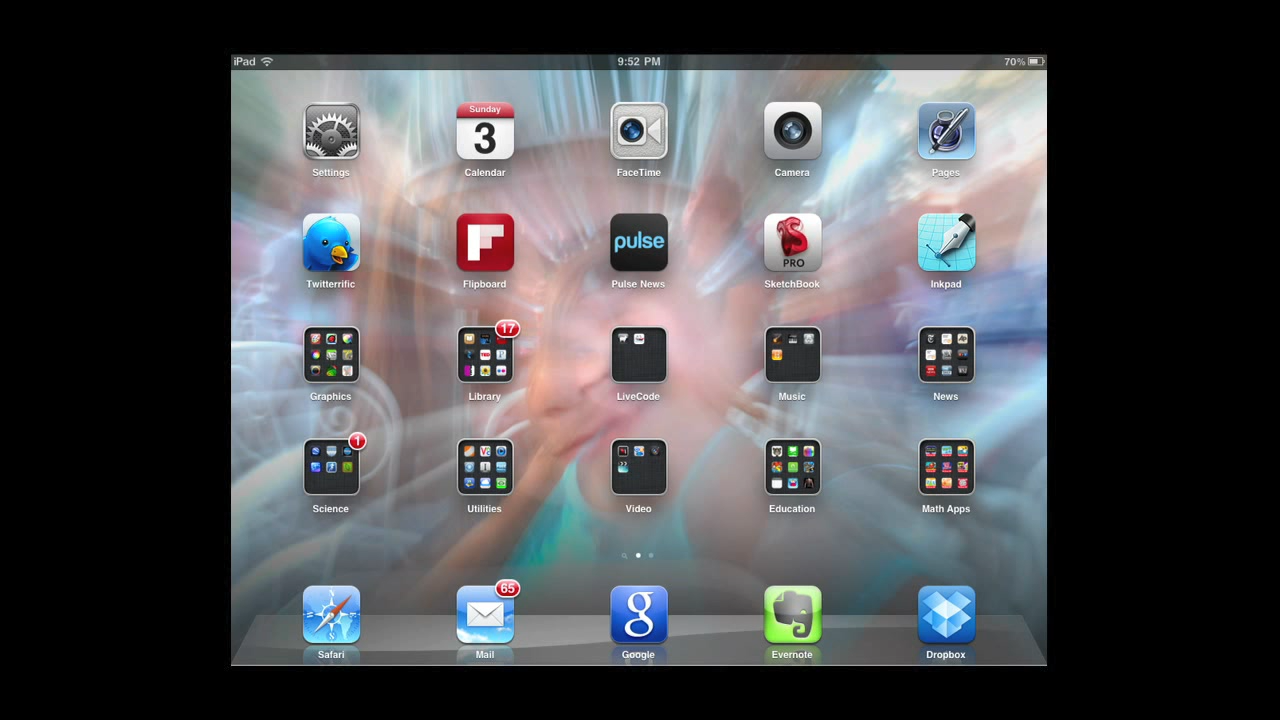 iPad 9:52 PM 70%
Sunday
3
Settings Calendar FaceTime Camera Pages
pulse
PRO
Twitterrific Flipboard Pulse News SketchBook Inkpad
17
Graphics Library LiveCode Music News
1
Science Utilities Video Education Math Apps
65
g
Safari Mail Google Evernote Dropbox